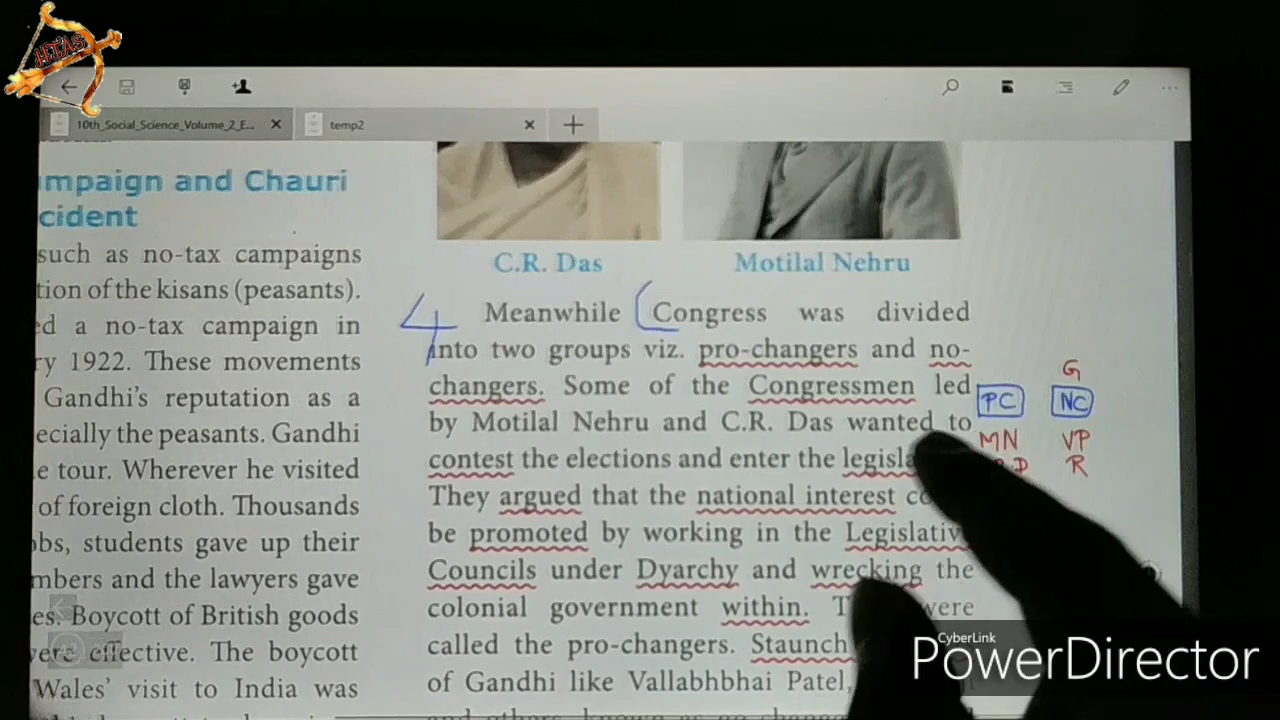 HTAS
10th_Social_Science_Volume_2_E...
temp2
mpaign and Chauri
cident
such as no-tax campaigns
tion of the kisans (peasants).
ed a no-tax campaign in
ry 1922. These movements
Gandhi's reputation as a
ecially the peasants. Gandhi
e tour. Wherever he visited
of foreign cloth. Thousands
obs, students gave up their
mbers and the lawyers gave
es. Boycott of British goods
were effective. The boycott
Wales' visit to India was
C.R. Das
Motilal Nehru
4 Meanwhile Congress was divided
into two groups viz. pro-changers and no-
changers. Some of the Congressmen led
by Motilal Nehru and C.R. Das wanted to
contest the elections and enter the
They argued that the national interest
be promoted by working in the Legislative
Councils under Dyarchy and wrecking the
colonial government within. were
called the pro-changers. Staunch
of Gandhi like Vallabhbhai Patel,
G
PC NC
MN VP
R
CyberLink
PowerDirector